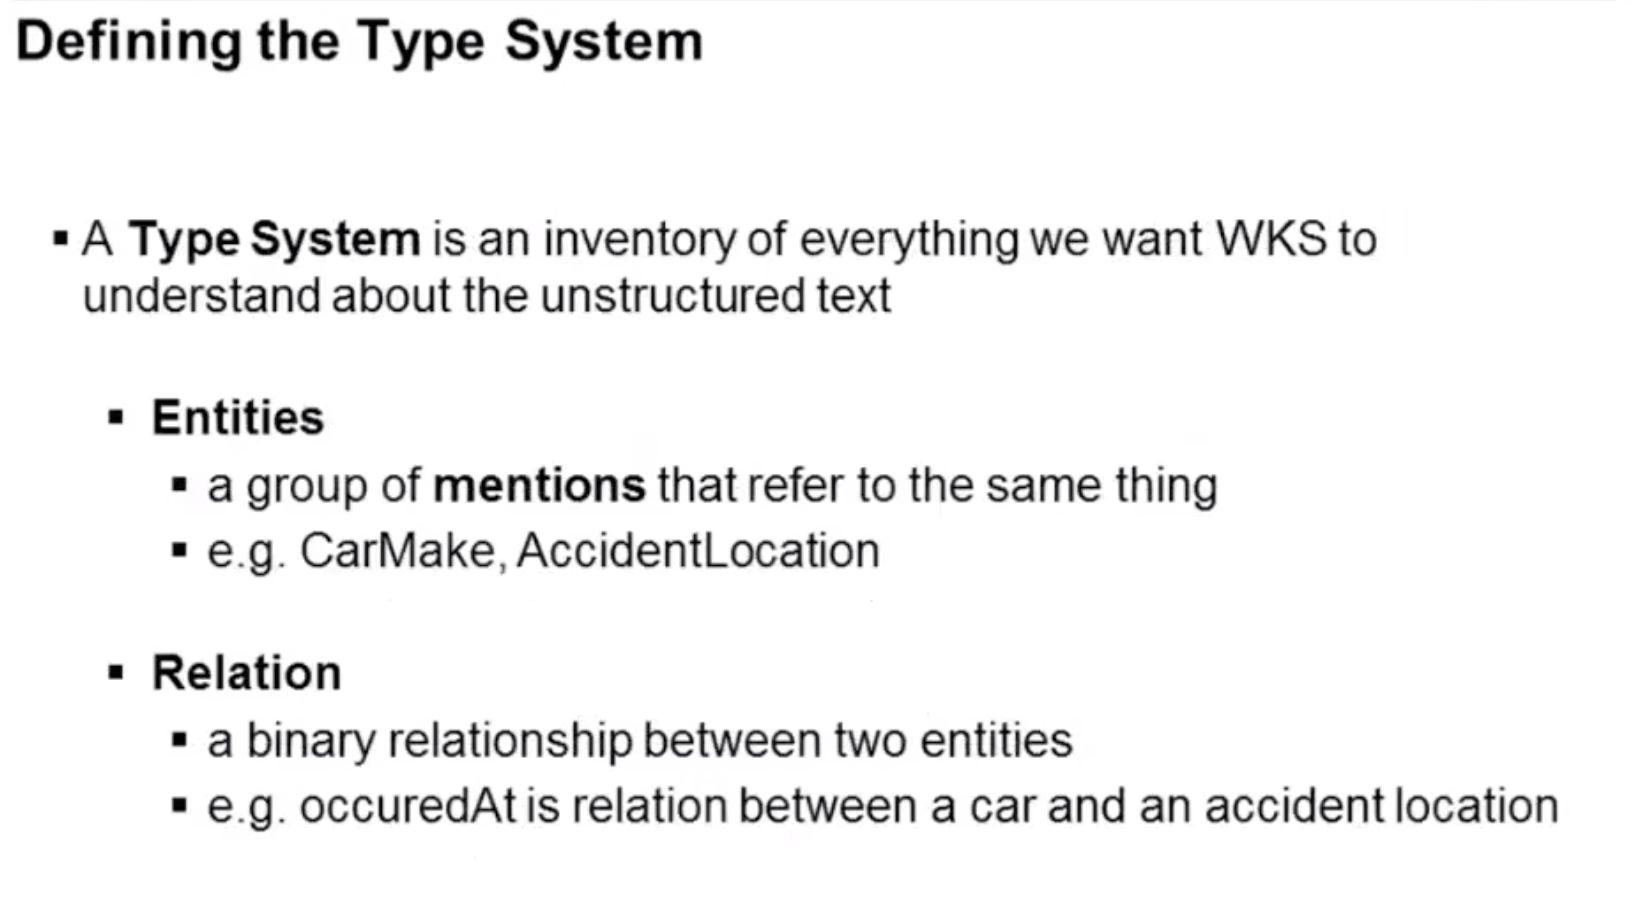 Defining the Type System
▪ A Type System is an inventory of everything we want WKS to
understand about the unstructured text
▪ Entities
▪ a group of mentions that refer to the same thing
▪ e.g. CarMake, AccidentLocation
▪ Relation
▪ a binary relationship between two entities
▪ e.g. occuredAt is relation between a car and an accident location